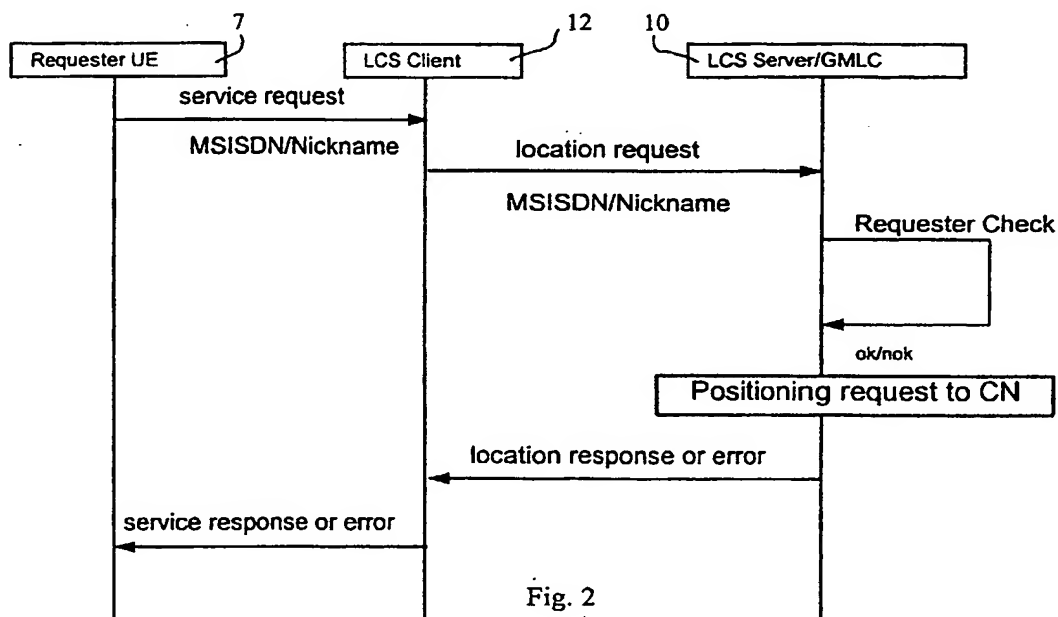 7
12
10
Requester UE
LCS Client
LCS Server/GMLC
service request
MSISDN/Nickname
location request
MSISDN/Nickname
Requester Check
ok/nok
Positioning request to CN
location response or error
service response or error
Fig. 2